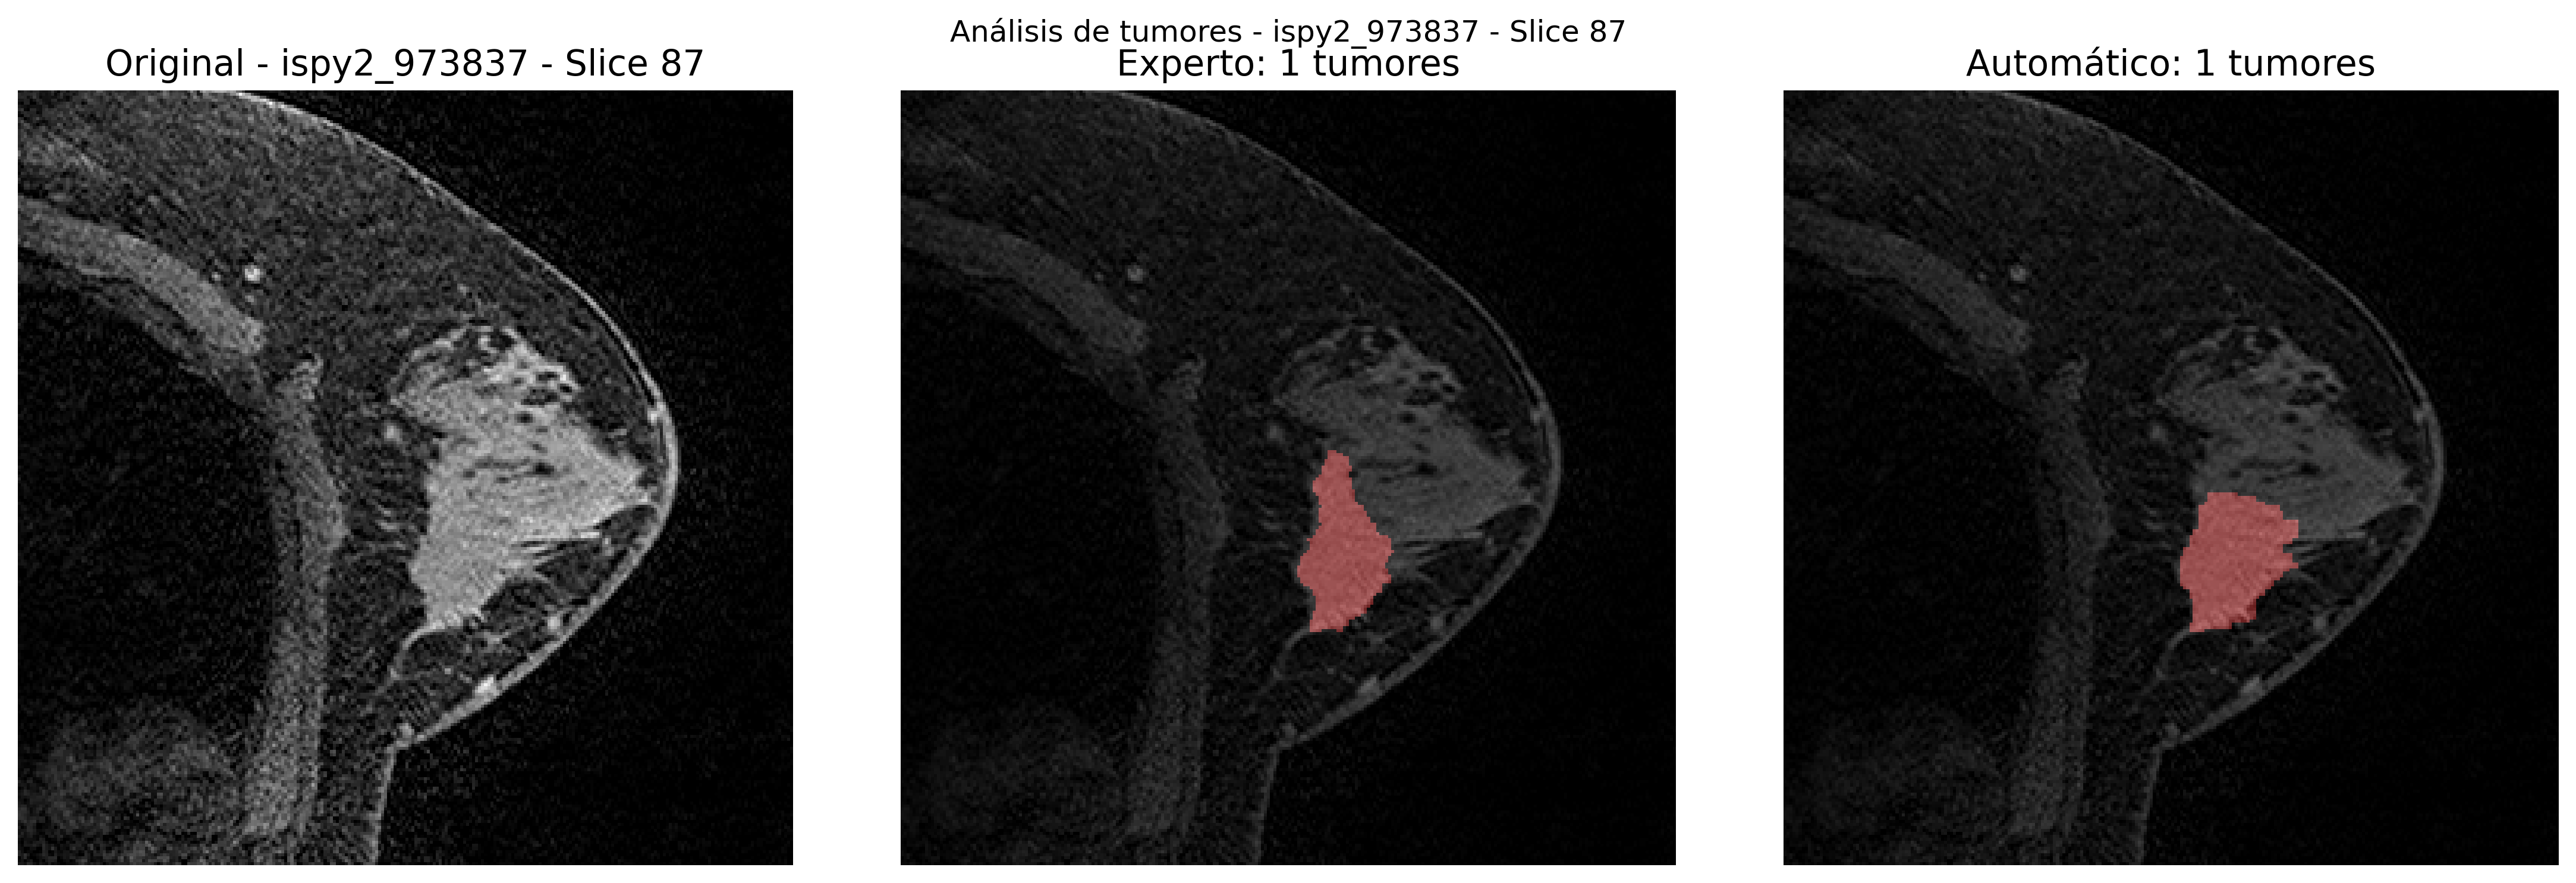 Análisis de tumores - ispy2_973837 - Slice 87
Original - ispy2_973837 - Slice 87
Experto: 1 tumores
Automático: 1 tumores